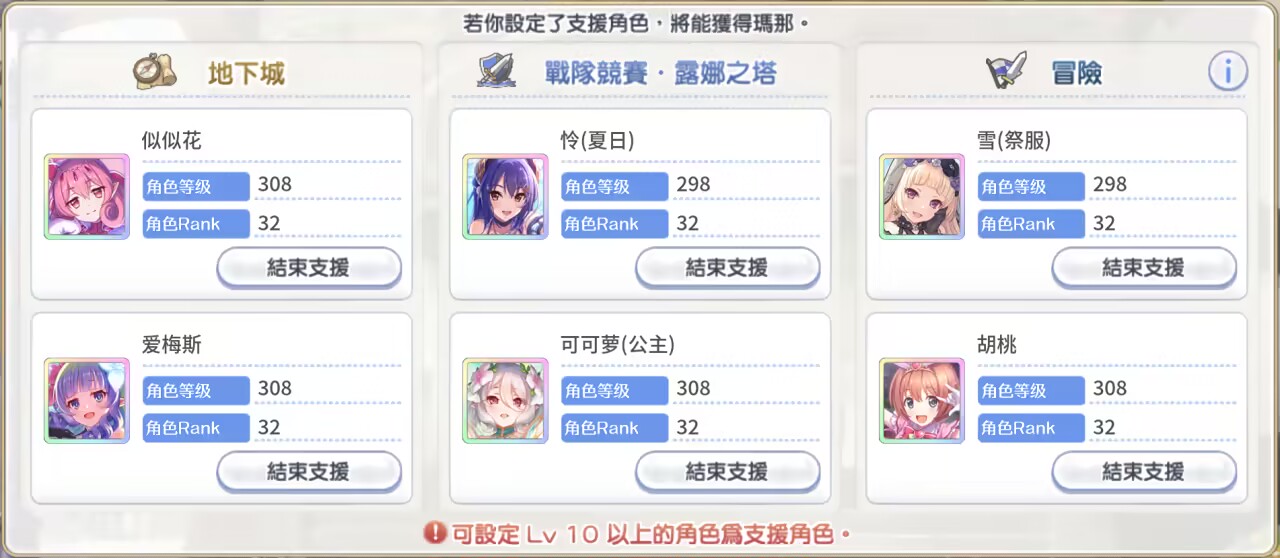 若你設定了支援角色，將能獲得瑪那。
地下城
似似花
角色等级 308
角色Rank 32
結束支援
爱梅斯
角色等级 308
角色Rank 32
結束支援
戰隊競賽・露娜之塔
怜(夏日)
角色等级 298
角色Rank 32
結束支援
可可萝(公主)
角色等级 308
角色Rank 32
結束支援
冒險
雪(祭服)
角色等级 298
角色Rank 32
結束支援
胡桃
角色等级 308
角色Rank 32
結束支援
可設定 Lv 10 以上的角色爲支援角色。